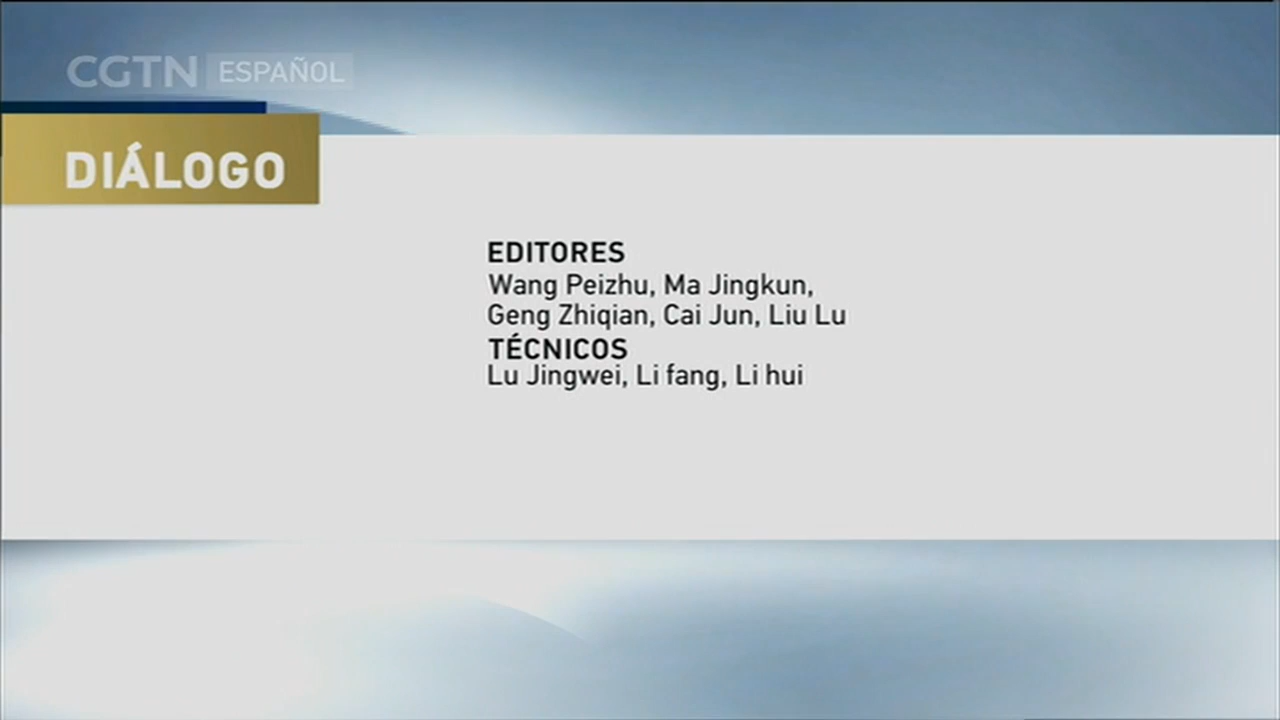 CGTN ESPAÑOL
DIÁLOGO
EDITORES
Wang Peizhu, Ma Jingkun,
Geng Zhiqian, Cai Jun, Liu Lu
TÉCNICOS
Lu Jingwei, Li fang, Li hui